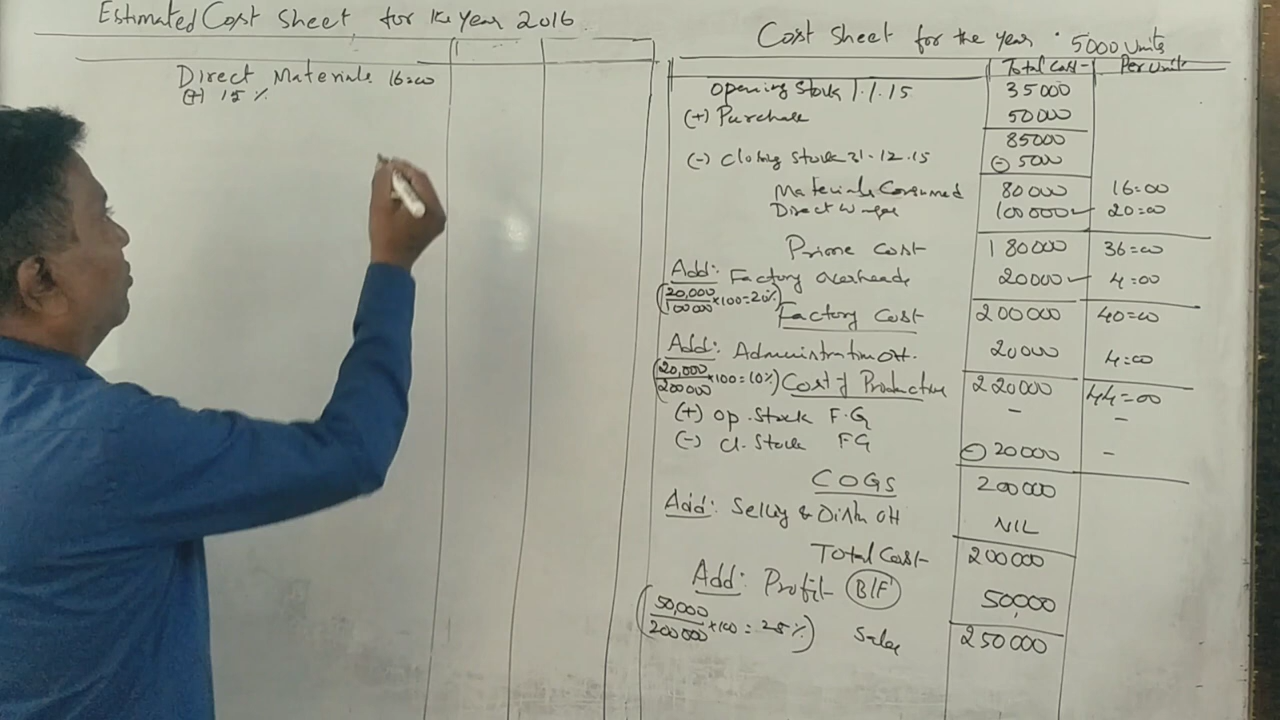 Estimated Cost Sheet for the Year 2016
Direct Materials 16=00
(+) 15 %
Cost Sheet for the Year 5000 Units
Total Cost Per Unit
Opening Stock 1.1.15 35000
(+) Purchase 50000
85000
(-) Closing Stock 31-12.15 (-) 5000
Materials Consumed 80000 16=00
Direct Wages 100000 20=00
Prime Cost 180000 36=00
Add: Factory Overheads 20000 4=00
(20,000/100000 × 100 = 20%)
Factory Cost 200000 40=00
Add: Administration OH. 20000 4=00
(20,000/200000 × 100 = 10%) Cost of Production 220000 44=00
(+) Op. Stock F.G - -
(-) Cl. Stock FG (-) 20000 -
COGS 200000
Add: Selling & Distn OH NIL
Total Cost 200000
Add: Profit B/F 50,000
(50,000/200000 × 100 = 25%) Sales 250000